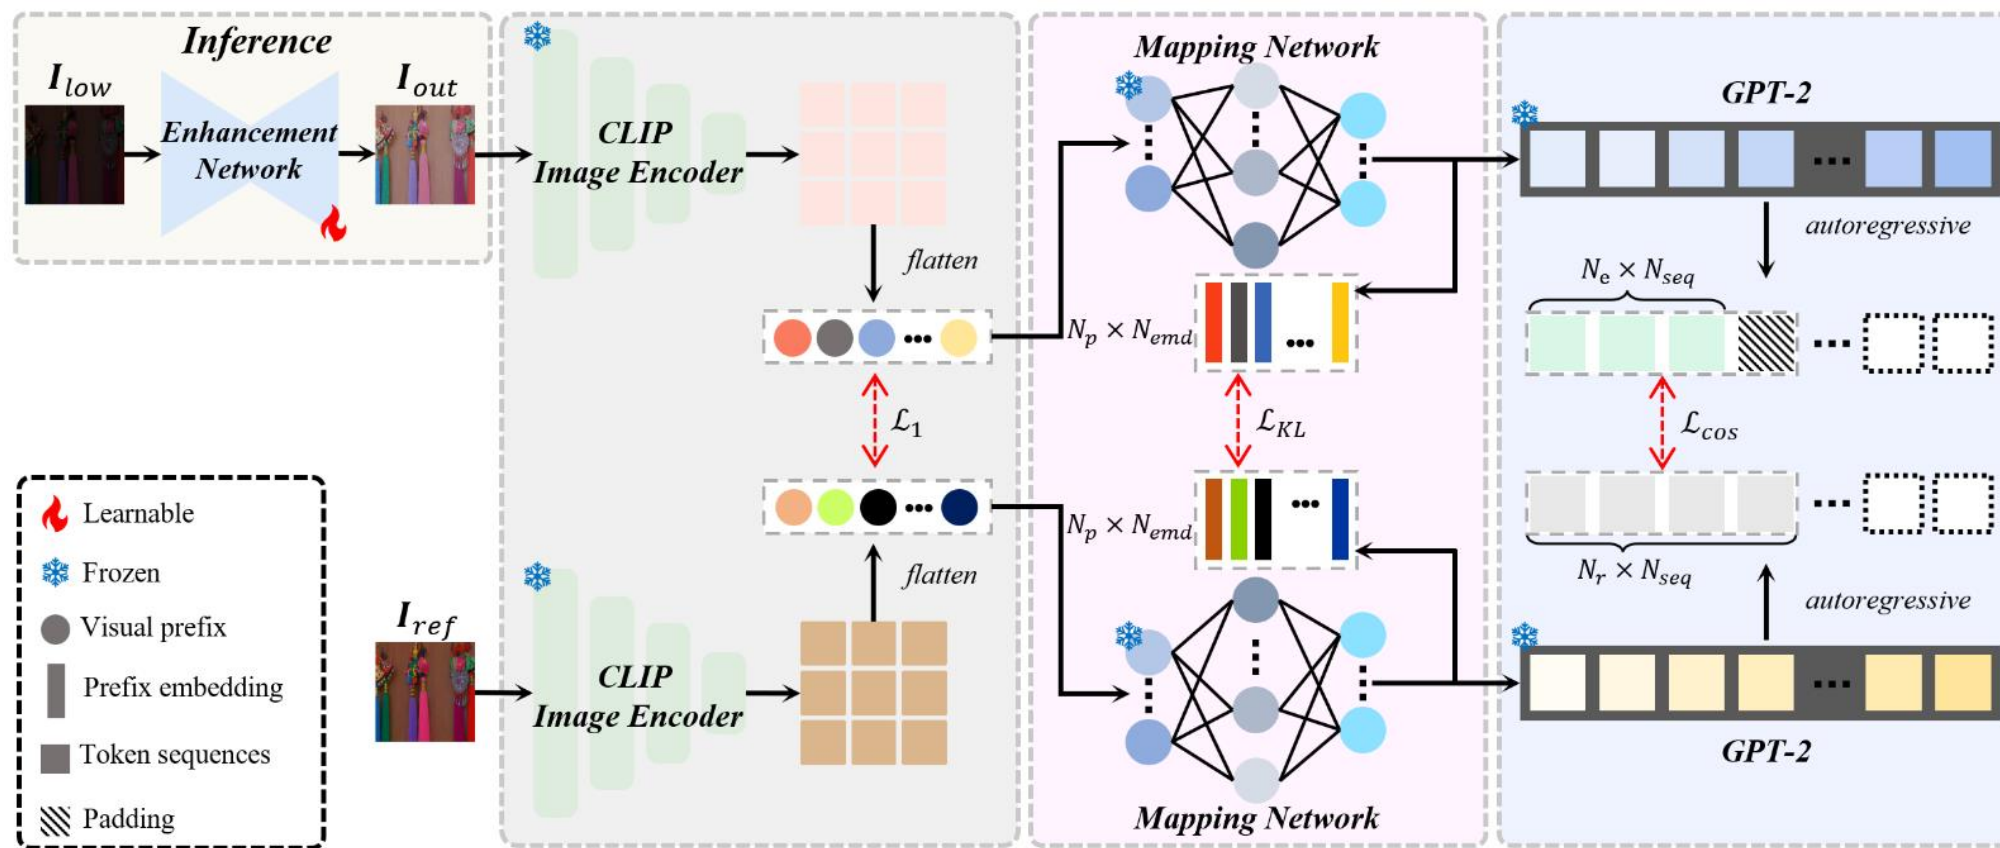 Inference
I_low
I_out
Enhancement
Network
CLIP
Image Encoder
flatten
Mapping Network
N_p × N_emd
GPT-2
autoregressive
N_e × N_seq
ℒ_1
ℒ_KL
ℒ_cos
Learnable
Frozen
Visual prefix
Prefix embedding
Token sequences
Padding
I_ref
CLIP
Image Encoder
flatten
N_p × N_emd
Mapping Network
N_r × N_seq
autoregressive
GPT-2